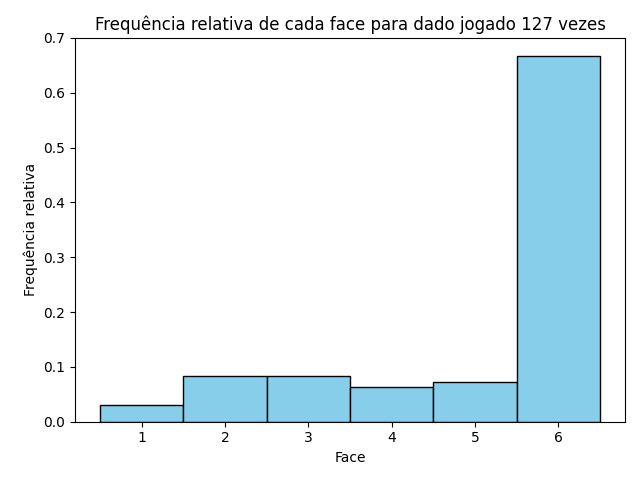 Frequência relativa de cada face para dado jogado 127 vezes
0.7
0.6
0.5
0.4
0.3
0.2
0.1
0.0
Frequência relativa
1 2 3 4 5 6
Face